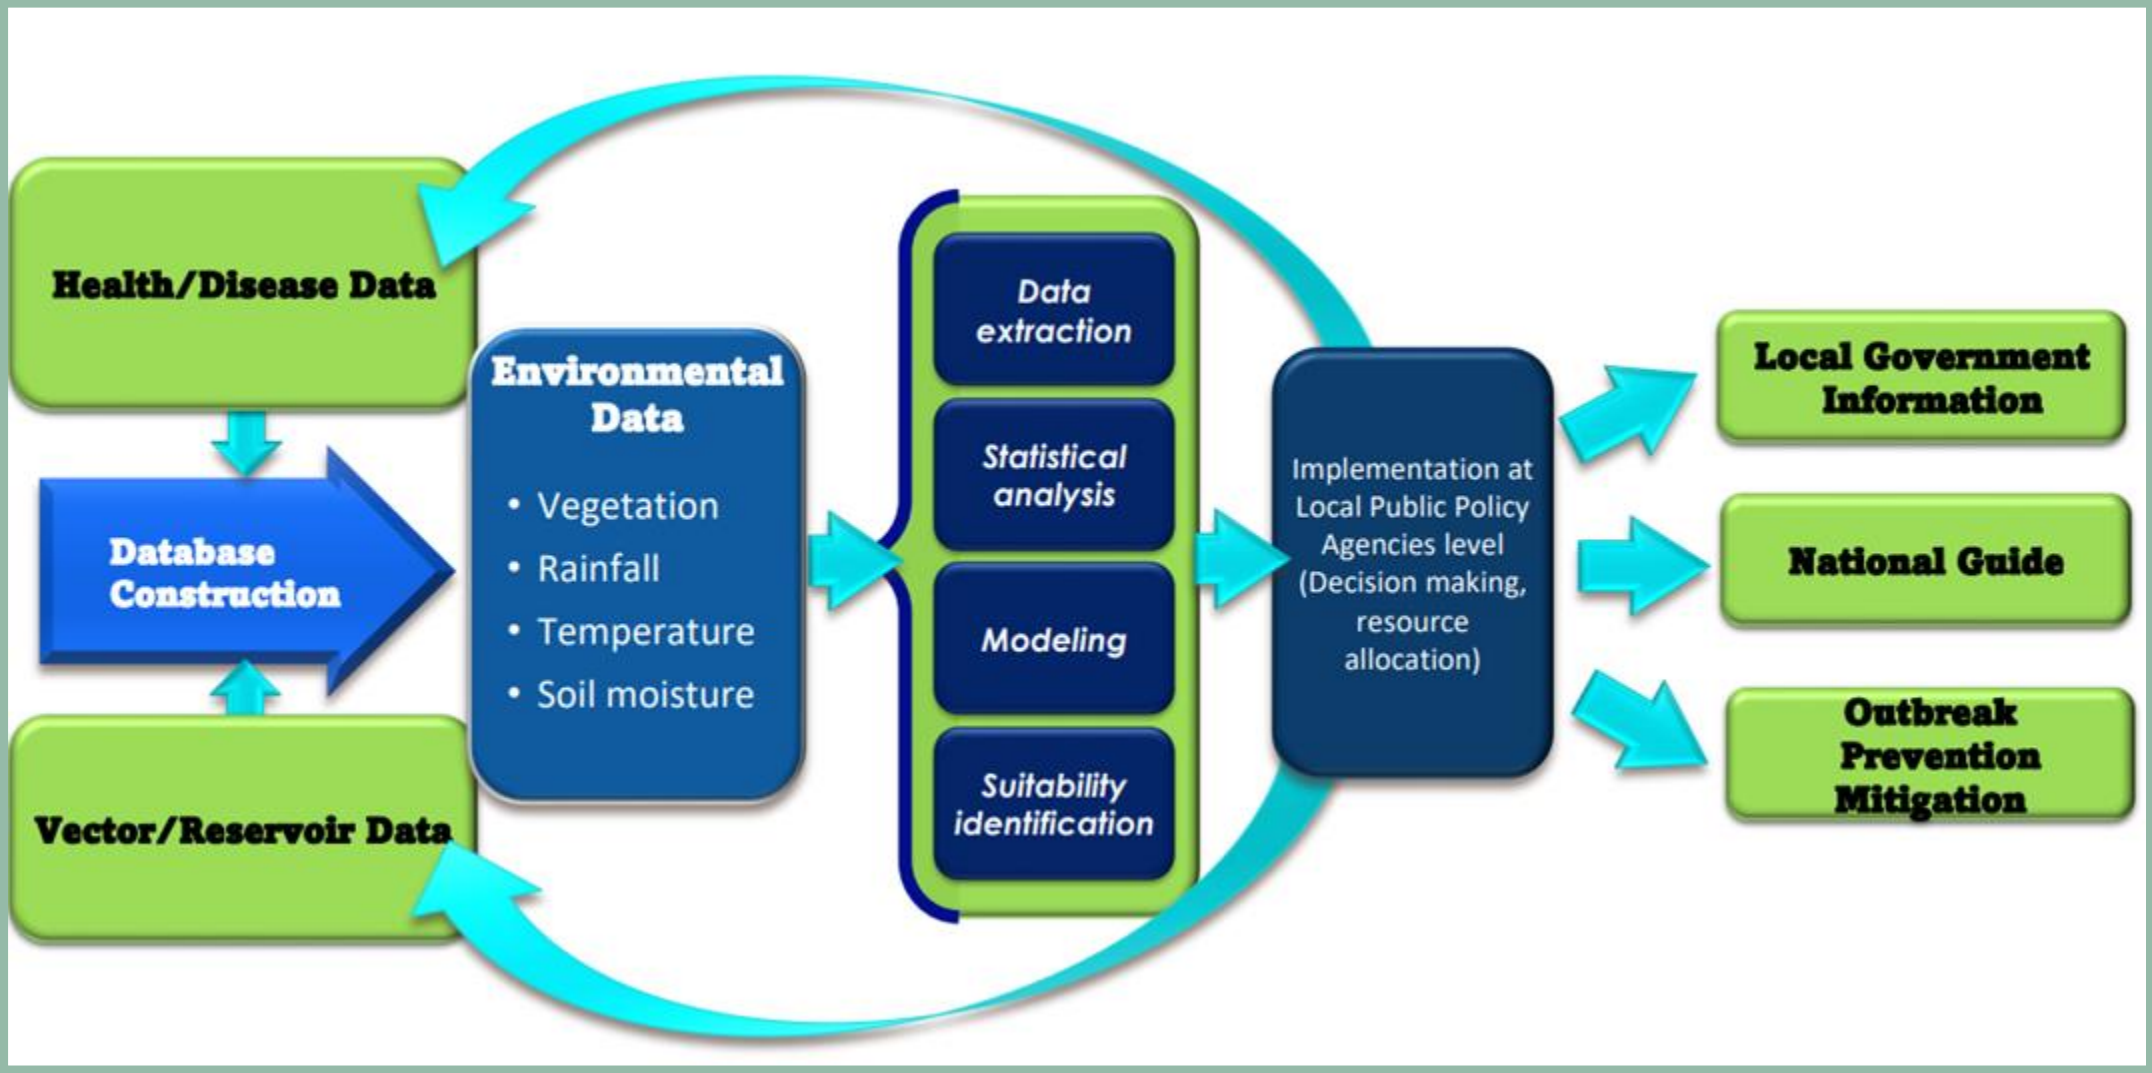 Health/Disease Data
Database
Construction
Vector/Reservoir Data
Environmental
Data
• Vegetation
• Rainfall
• Temperature
• Soil moisture
Data
extraction
Statistical
analysis
Modeling
Suitability
identification
Implementation at
Local Public Policy
Agencies level
(Decision making,
resource
allocation)
Local Government
Information
National Guide
Outbreak
Prevention
Mitigation